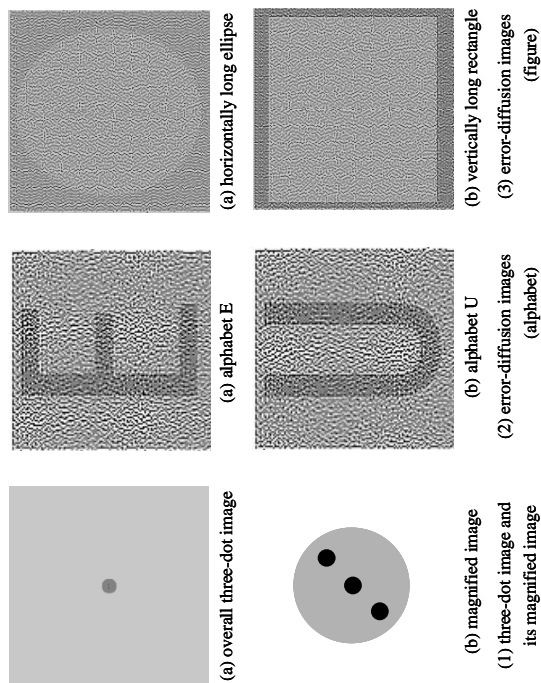 (a) overall three-dot image
(a) alphabet E
(a) horizontally long ellipse
(b) magnified image
(b) alphabet U
(b) vertically long rectangle
(1) three-dot image and
its magnified image
(2) error-diffusion images
(alphabet)
(3) error-diffusion images
(figure)